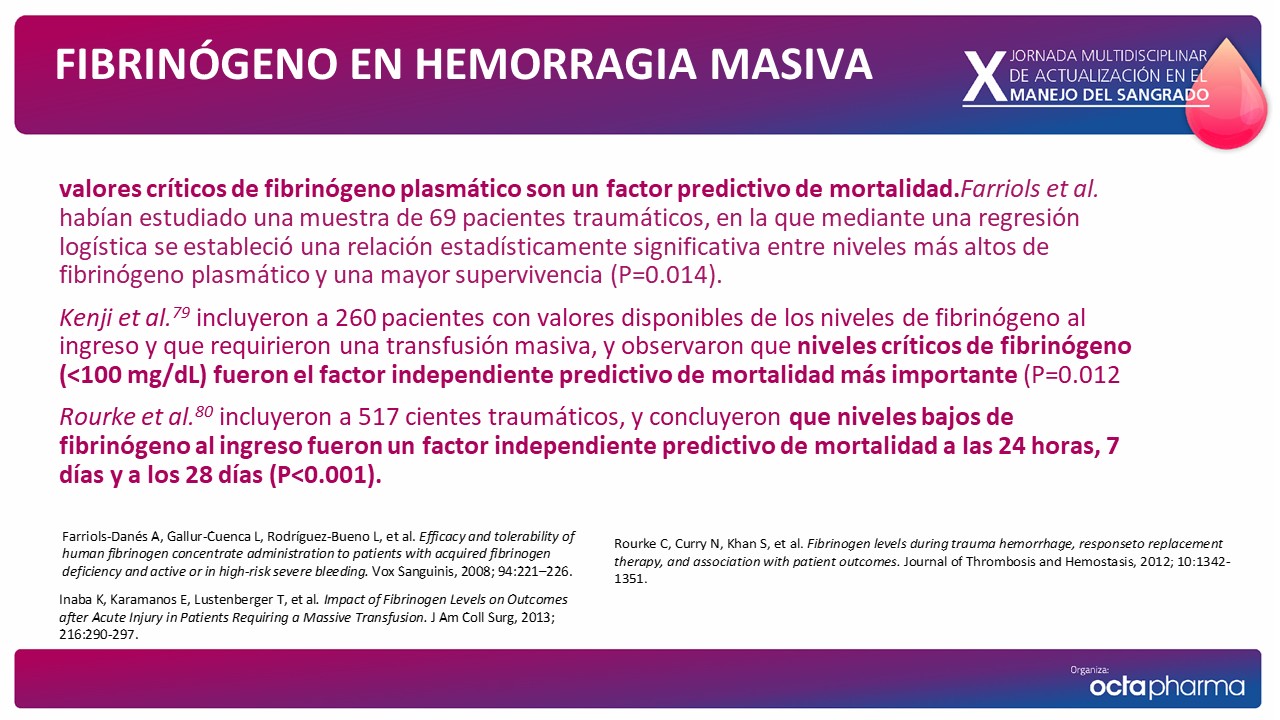 FIBRINÓGENO EN HEMORRAGIA MASIVA
X JORNADA MULTIDISCIPLINAR
DE ACTUALIZACIÓN EN EL
MANEJO DEL SANGRADO
valores críticos de fibrinógeno plasmático son un factor predictivo de mortalidad.Farriols et al.
habían estudiado una muestra de 69 pacientes traumáticos, en la que mediante una regresión
logística se estableció una relación estadísticamente significativa entre niveles más altos de
fibrinógeno plasmático y una mayor supervivencia (P=0.014).
Kenji et al.79 incluyeron a 260 pacientes con valores disponibles de los niveles de fibrinógeno al
ingreso y que requirieron una transfusión masiva, y observaron que niveles críticos de fibrinógeno
(<100 mg/dL) fueron el factor independiente predictivo de mortalidad más importante (P=0.012
Rourke et al.80 incluyeron a 517 cientes traumáticos, y concluyeron que niveles bajos de
fibrinógeno al ingreso fueron un factor independiente predictivo de mortalidad a las 24 horas, 7
días y a los 28 días (P<0.001).
Farriols-Danés A, Gallur-Cuenca L, Rodríguez-Bueno L, et al. Efficacy and tolerability of
human fibrinogen concentrate administration to patients with acquired fibrinogen
deficiency and active or in high-risk severe bleeding. Vox Sanguinis, 2008; 94:221–226.
Inaba K, Karamanos E, Lustenberger T, et al. Impact of Fibrinogen Levels on Outcomes
after Acute Injury in Patients Requiring a Massive Transfusion. J Am Coll Surg, 2013;
216:290-297.
Rourke C, Curry N, Khan S, et al. Fibrinogen levels during trauma hemorrhage, responseto replacement
therapy, and association with patient outcomes. Journal of Thrombosis and Hemostasis, 2012; 10:1342-
1351.
Organiza:
octapharma